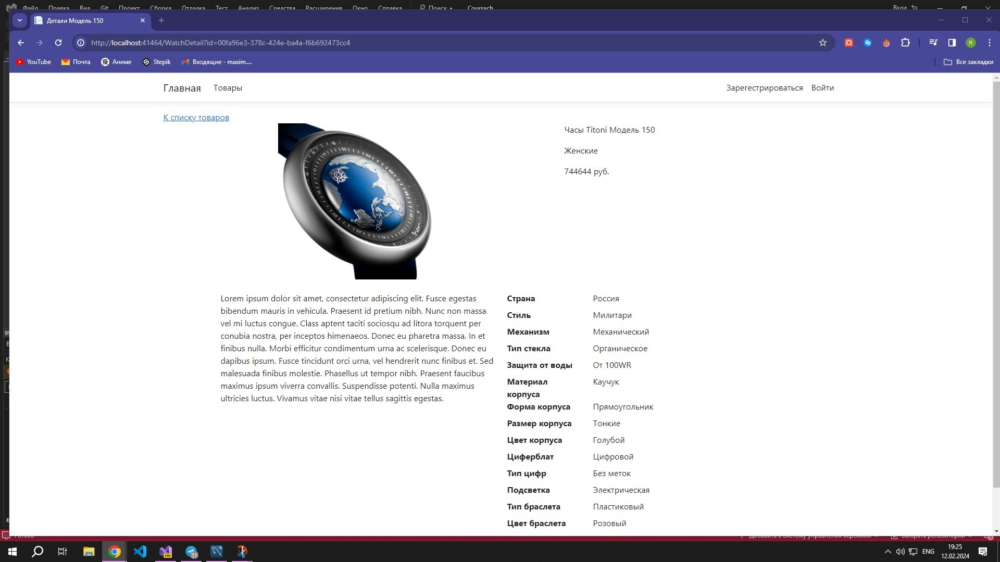 Файл Правка Вид Git Проект Сборка Отладка Тест Анализ Средства Расширения Окно Справка Поиск Coursach Вход
Детали Модель 150
http://localhost:41464/WatchDetail?id=00fa96e3-378c-424e-ba4a-f6b692473cc4
R
YouTube Почта Аниме Stepik Входящие - maxim.... Все закладки
Главная Товары Зарегестрироваться Войти
К списку товаров
Часы Titoni Модель 150
Женские
744644 руб.
Lorem ipsum dolor sit amet, consectetur adipiscing elit. Fusce egestas
bibendum mauris in vehicula. Praesent id pretium nibh. Nunc non massa
vel mi luctus congue. Class aptent taciti sociosqu ad litora torquent per
conubia nostra, per inceptos himenaeos. Donec eu pharetra massa. In et
finibus nulla. Morbi efficitur condimentum urna ac scelerisque. Donec eu
dapibus ipsum. Fusce tincidunt orci urna, vel hendrerit nunc finibus et. Sed
malesuada finibus molestie. Phasellus ut tempor nibh. Praesent faucibus
maximus ipsum viverra convallis. Suspendisse potenti. Nulla maximus
ultricies luctus. Vivamus vitae nisi vitae tellus sagittis egestas.
Страна Россия
Стиль Милитари
Механизм Механический
Тип стекла Органическое
Защита от воды От 100WR
Материал Каучук
корпуса
Форма корпуса Прямоугольник
Размер корпуса Тонкие
Цвет корпуса Голубой
Циферблат Цифровой
Тип цифр Без меток
Подсветка Электрическая
Тип браслета Пластиковый
Цвет браслета Розовый
Готово Добавить в систему управления версиями Выбрать репозиторий
PRE 31 ENG 19:25
12.02.2024